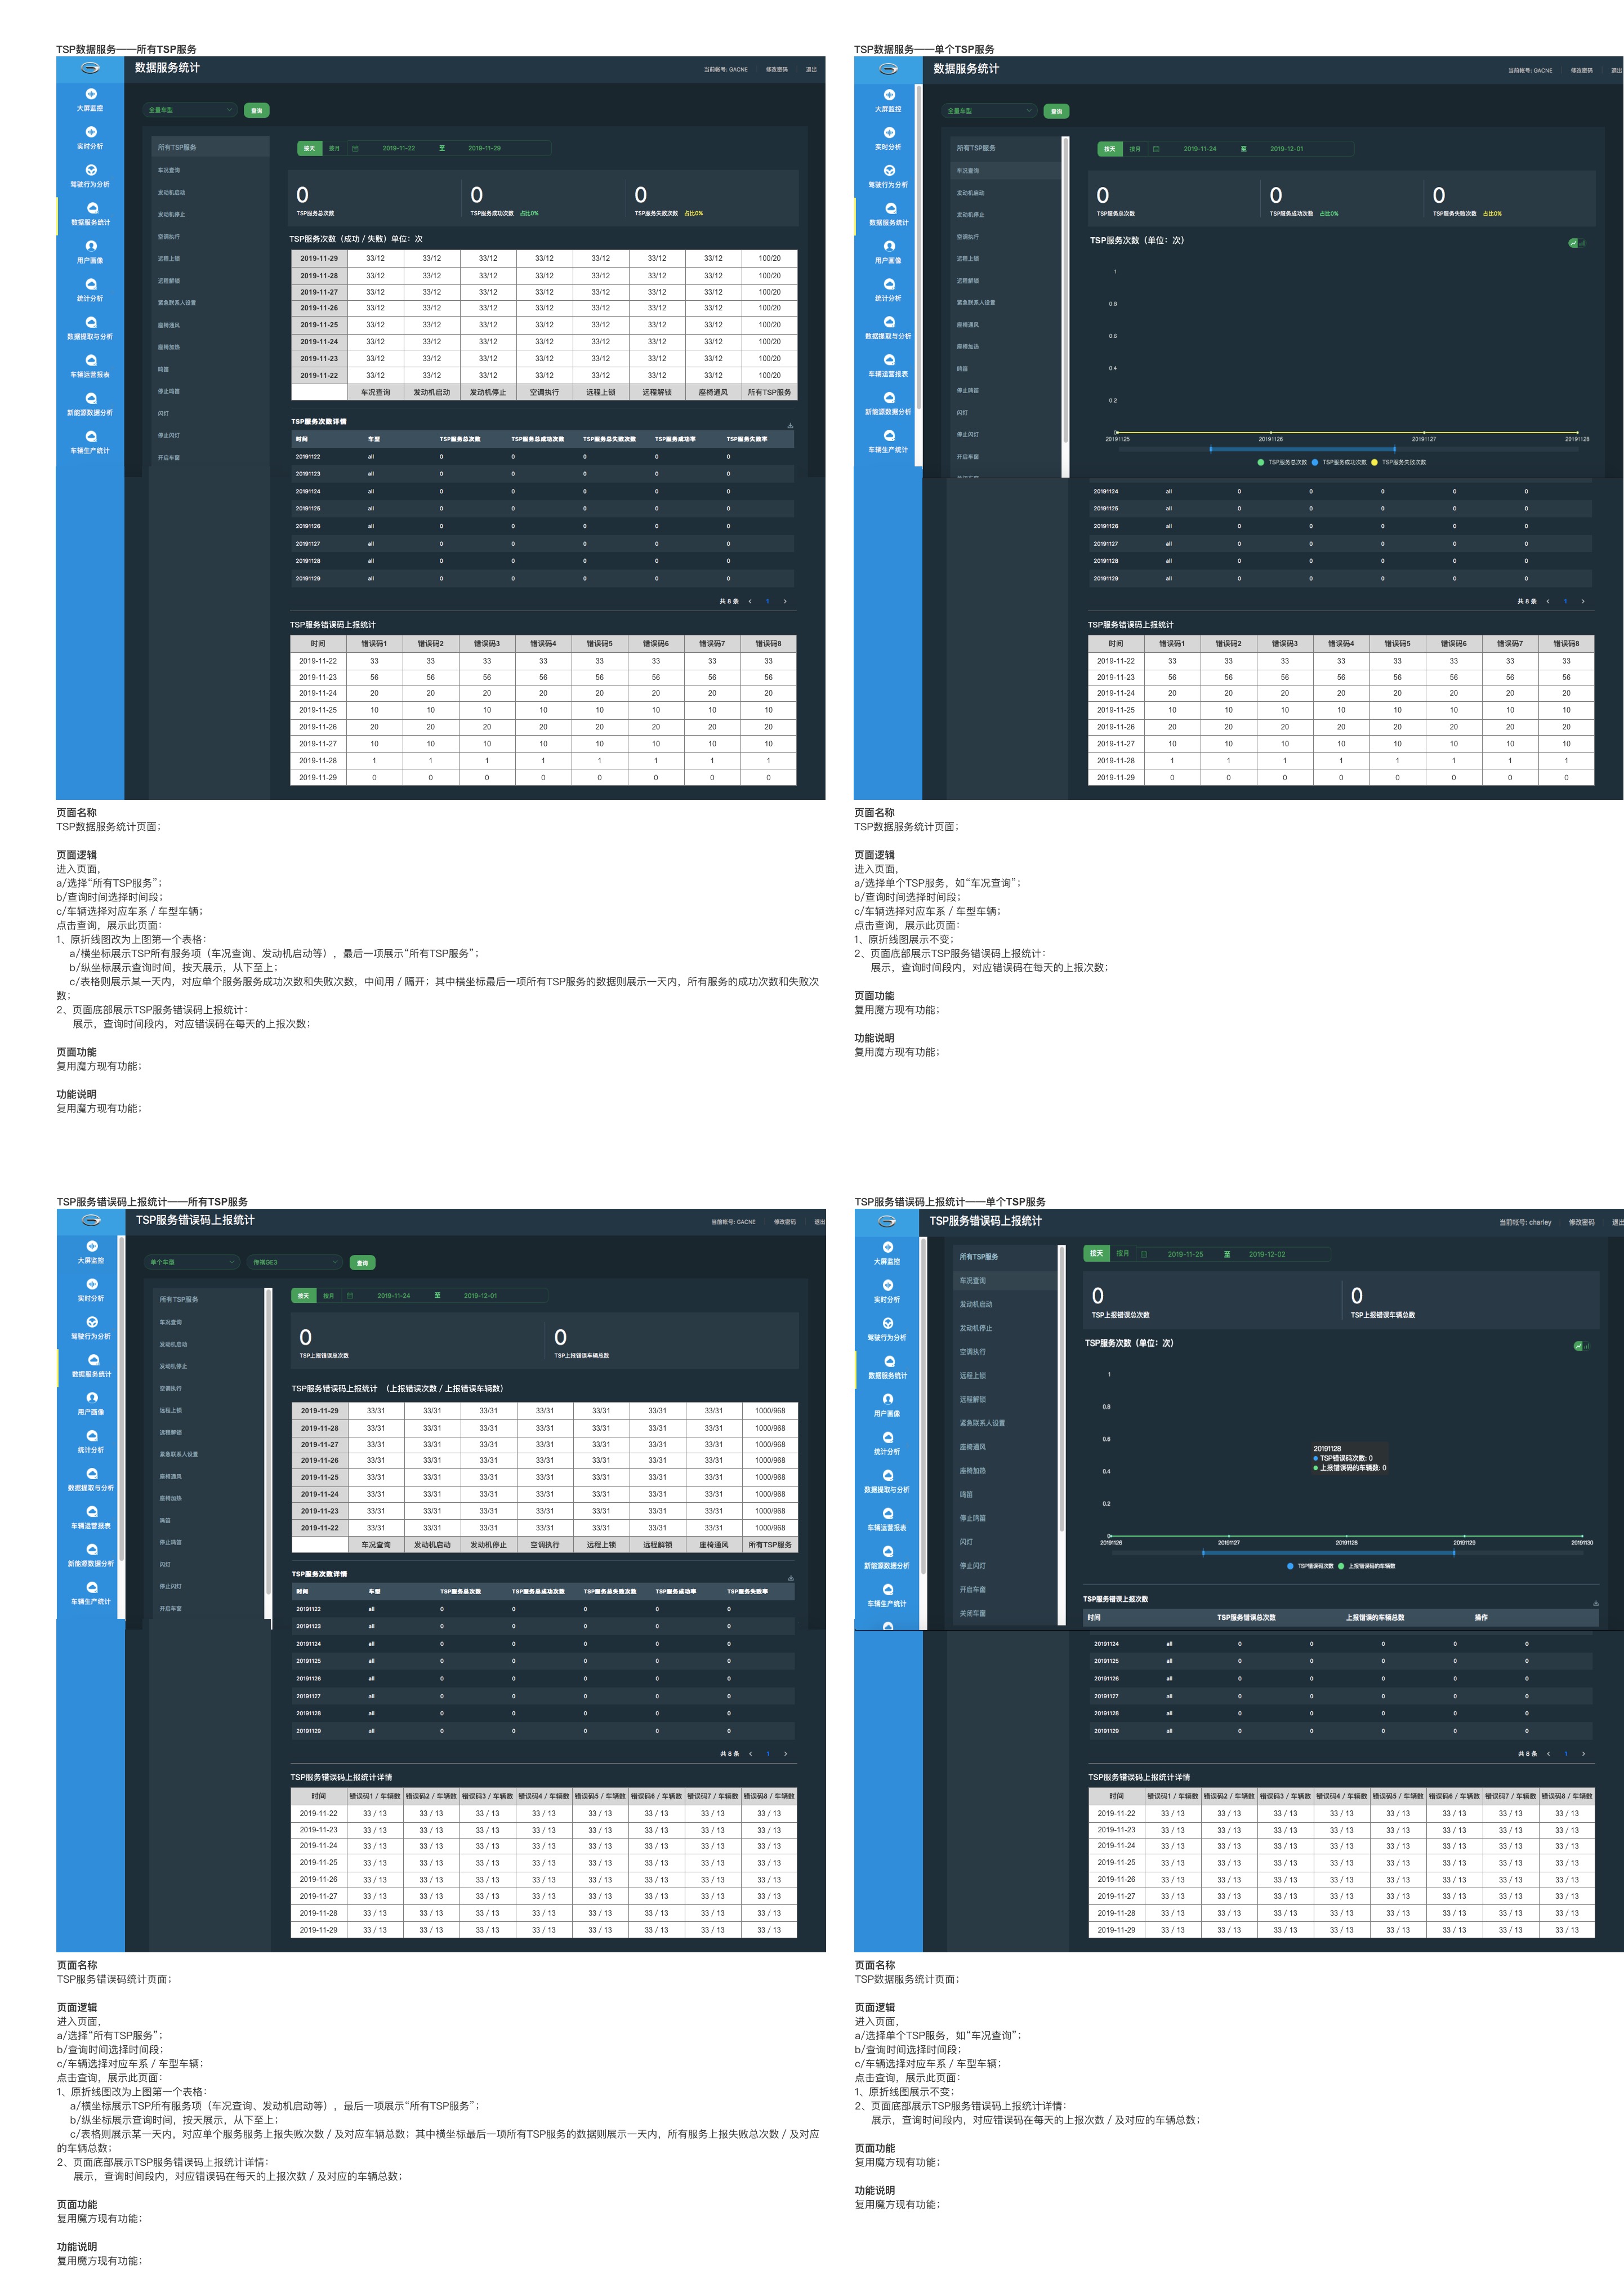 TSP数据服务——所有TSP服务
数据服务统计
当前帐号: GACNE 修改密码 退出
大屏监控
实时分析
驾驶行为分析
数据服务统计
用户画像
统计分析
数据提取与分析
车辆运营报表
新能源数据分析
车辆生产统计
全量车型 查询
所有TSP服务
车况查询
发动机启动
发动机停止
空调执行
远程上锁
远程解锁
紧急联系人设置
座椅通风
座椅加热
鸣笛
停止鸣笛
闪灯
停止闪灯
开启车窗
按天 按月 2019-11-22 至 2019-11-29
0 0 0
TSP服务总次数 TSP服务成功次数 占比0% TSP服务失败次数 占比0%
TSP服务次数（成功 / 失败）单位：次
2019-11-29 33/12 33/12 33/12 33/12 33/12 33/12 33/12 100/20
2019-11-28 33/12 33/12 33/12 33/12 33/12 33/12 33/12 100/20
2019-11-27 33/12 33/12 33/12 33/12 33/12 33/12 33/12 100/20
2019-11-26 33/12 33/12 33/12 33/12 33/12 33/12 33/12 100/20
2019-11-25 33/12 33/12 33/12 33/12 33/12 33/12 33/12 100/20
2019-11-24 33/12 33/12 33/12 33/12 33/12 33/12 33/12 100/20
2019-11-23 33/12 33/12 33/12 33/12 33/12 33/12 33/12 100/20
2019-11-22 33/12 33/12 33/12 33/12 33/12 33/12 33/12 100/20
车况查询 发动机启动 发动机停止 空调执行 远程上锁 远程解锁 座椅通风 所有TSP服务
TSP服务次数详情
时间 车型 TSP服务总次数 TSP服务总成功次数 TSP服务总失败次数 TSP服务成功率 TSP服务失败率
20191122 all 0 0 0 0 0
20191123 all 0 0 0 0 0
20191124 all 0 0 0 0 0
20191125 all 0 0 0 0 0
20191126 all 0 0 0 0 0
20191127 all 0 0 0 0 0
20191128 all 0 0 0 0 0
20191129 all 0 0 0 0 0
共 8 条 < 1 >
TSP服务错误码上报统计
时间 错误码1 错误码2 错误码3 错误码4 错误码5 错误码6 错误码7 错误码8
2019-11-22 33 33 33 33 33 33 33 33
2019-11-23 56 56 56 56 56 56 56 56
2019-11-24 20 20 20 20 20 20 20 20
2019-11-25 10 10 10 10 10 10 10 10
2019-11-26 20 20 20 20 20 20 20 20
2019-11-27 10 10 10 10 10 10 10 10
2019-11-28 1 1 1 1 1 1 1 1
2019-11-29 0 0 0 0 0 0 0 0
页面名称
TSP数据服务统计页面；
页面逻辑
进入页面，
a/选择“所有TSP服务”；
b/查询时间选择时间段；
c/车辆选择对应车系 / 车型车辆；
点击查询，展示此页面：
1、原折线图改为上图第一个表格：
a/横坐标展示TSP所有服务项（车况查询、发动机启动等），最后一项展示“所有TSP服务”；
b/纵坐标展示查询时间，按天展示，从下至上；
c/表格则展示某一天内，对应单个服务服务成功次数和失败次数，中间用 / 隔开；其中横坐标最后一项所有TSP服务的数据则展示一天内，所有服务的成功次数和失败次
数；
2、页面底部展示TSP服务错误码上报统计：
展示，查询时间段内，对应错误码在每天的上报次数；
页面功能
复用魔方现有功能；
功能说明
复用魔方现有功能；
TSP数据服务——单个TSP服务
数据服务统计
当前帐号: GACNE 修改密码 退出
大屏监控
实时分析
驾驶行为分析
数据服务统计
用户画像
统计分析
数据提取与分析
车辆运营报表
新能源数据分析
车辆生产统计
全量车型 查询
所有TSP服务
车况查询
发动机启动
发动机停止
空调执行
远程上锁
远程解锁
紧急联系人设置
座椅通风
座椅加热
鸣笛
停止鸣笛
闪灯
停止闪灯
开启车窗
按天 按月 2019-11-24 至 2019-12-01
0 0 0
TSP服务总次数 TSP服务成功次数 占比0% TSP服务失败次数 占比0%
TSP服务次数（单位：次）
1
0.8
0.6
0.4
0.2
0
20191125 20191126 20191127 20191128
TSP服务总次数 TSP服务成功次数 TSP服务失败次数
20191124 all 0 0 0 0 0
20191125 all 0 0 0 0 0
20191126 all 0 0 0 0 0
20191127 all 0 0 0 0 0
20191128 all 0 0 0 0 0
20191129 all 0 0 0 0 0
共 8 条 < 1 >
TSP服务错误码上报统计
时间 错误码1 错误码2 错误码3 错误码4 错误码5 错误码6 错误码7 错误码8
2019-11-22 33 33 33 33 33 33 33 33
2019-11-23 56 56 56 56 56 56 56 56
2019-11-24 20 20 20 20 20 20 20 20
2019-11-25 10 10 10 10 10 10 10 10
2019-11-26 20 20 20 20 20 20 20 20
2019-11-27 10 10 10 10 10 10 10 10
2019-11-28 1 1 1 1 1 1 1 1
2019-11-29 0 0 0 0 0 0 0 0
页面名称
TSP数据服务统计页面；
页面逻辑
进入页面，
a/选择单个TSP服务，如“车况查询”；
b/查询时间选择时间段；
c/车辆选择对应车系 / 车型车辆；
点击查询，展示此页面：
1、原折线图展示不变；
2、页面底部展示TSP服务错误码上报统计：
展示，查询时间段内，对应错误码在每天的上报次数；
页面功能
复用魔方现有功能；
功能说明
复用魔方现有功能；
TSP服务错误码上报统计——所有TSP服务
TSP服务错误码上报统计
当前帐号: GACNE 修改密码 退出
大屏监控
实时分析
驾驶行为分析
数据服务统计
用户画像
统计分析
数据提取与分析
车辆运营报表
新能源数据分析
车辆生产统计
单个车型 传祺GE3 查询
所有TSP服务
车况查询
发动机启动
发动机停止
空调执行
远程上锁
远程解锁
紧急联系人设置
座椅通风
座椅加热
鸣笛
停止鸣笛
闪灯
停止闪灯
开启车窗
按天 按月 2019-11-24 至 2019-12-01
0 0
TSP上报错误总次数 TSP上报错误车辆总数
TSP服务错误码上报统计 （上报错误次数 / 上报错误车辆数）
2019-11-29 33/31 33/31 33/31 33/31 33/31 33/31 33/31 1000/968
2019-11-28 33/31 33/31 33/31 33/31 33/31 33/31 33/31 1000/968
2019-11-27 33/31 33/31 33/31 33/31 33/31 33/31 33/31 1000/968
2019-11-26 33/31 33/31 33/31 33/31 33/31 33/31 33/31 1000/968
2019-11-25 33/31 33/31 33/31 33/31 33/31 33/31 33/31 1000/968
2019-11-24 33/31 33/31 33/31 33/31 33/31 33/31 33/31 1000/968
2019-11-23 33/31 33/31 33/31 33/31 33/31 33/31 33/31 1000/968
2019-11-22 33/31 33/31 33/31 33/31 33/31 33/31 33/31 1000/968
车况查询 发动机启动 发动机停止 空调执行 远程上锁 远程解锁 座椅通风 所有TSP服务
TSP服务次数详情
时间 车型 TSP服务总次数 TSP服务总成功次数 TSP服务总失败次数 TSP服务成功率 TSP服务失败率
20191122 all 0 0 0 0 0
20191123 all 0 0 0 0 0
20191124 all 0 0 0 0 0
20191125 all 0 0 0 0 0
20191126 all 0 0 0 0 0
20191127 all 0 0 0 0 0
20191128 all 0 0 0 0 0
20191129 all 0 0 0 0 0
共 8 条 < 1 >
TSP服务错误码上报统计详情
时间 错误码1 / 车辆数 错误码2 / 车辆数 错误码3 / 车辆数 错误码4 / 车辆数 错误码5 / 车辆数 错误码6 / 车辆数 错误码7 / 车辆数 错误码8 / 车辆数
2019-11-22 33 / 13 33 / 13 33 / 13 33 / 13 33 / 13 33 / 13 33 / 13 33 / 13
2019-11-23 33 / 13 33 / 13 33 / 13 33 / 13 33 / 13 33 / 13 33 / 13 33 / 13
2019-11-24 33 / 13 33 / 13 33 / 13 33 / 13 33 / 13 33 / 13 33 / 13 33 / 13
2019-11-25 33 / 13 33 / 13 33 / 13 33 / 13 33 / 13 33 / 13 33 / 13 33 / 13
2019-11-26 33 / 13 33 / 13 33 / 13 33 / 13 33 / 13 33 / 13 33 / 13 33 / 13
2019-11-27 33 / 13 33 / 13 33 / 13 33 / 13 33 / 13 33 / 13 33 / 13 33 / 13
2019-11-28 33 / 13 33 / 13 33 / 13 33 / 13 33 / 13 33 / 13 33 / 13 33 / 13
2019-11-29 33 / 13 33 / 13 33 / 13 33 / 13 33 / 13 33 / 13 33 / 13 33 / 13
页面名称
TSP服务错误码统计页面；
页面逻辑
进入页面，
a/选择“所有TSP服务”；
b/查询时间选择时间段；
c/车辆选择对应车系 / 车型车辆；
点击查询，展示此页面：
1、原折线图改为上图第一个表格：
a/横坐标展示TSP所有服务项（车况查询、发动机启动等），最后一项展示“所有TSP服务”；
b/纵坐标展示查询时间，按天展示，从下至上；
c/表格则展示某一天内，对应单个服务服务上报失败次数 / 及对应车辆总数；其中横坐标最后一项所有TSP服务的数据则展示一天内，所有服务上报失败总次数 / 及对应
的车辆总数；
2、页面底部展示TSP服务错误码上报统计详情：
展示，查询时间段内，对应错误码在每天的上报次数 / 及对应的车辆总数；
页面功能
复用魔方现有功能；
功能说明
复用魔方现有功能；
TSP服务错误码上报统计——单个TSP服务
TSP服务错误码上报统计
当前帐号: charley 修改密码 退出
大屏监控
实时分析
驾驶行为分析
数据服务统计
用户画像
统计分析
数据提取与分析
车辆运营报表
新能源数据分析
车辆生产统计
所有TSP服务
车况查询
发动机启动
发动机停止
空调执行
远程上锁
远程解锁
紧急联系人设置
座椅通风
座椅加热
鸣笛
停止鸣笛
闪灯
停止闪灯
开启车窗
关闭车窗
按天 按月 2019-11-25 至 2019-12-02
0 0
TSP上报错误总次数 TSP上报错误车辆总数
TSP服务次数（单位：次）
1
0.8
0.6
0.4
0.2
0
20191128
TSP错误码次数: 0
上报错误码的车辆数: 0
20191126 20191127 20191128 20191129 20191130
TSP错误码次数 上报错误码的车辆数
TSP服务错误上报次数
时间 TSP服务错误总次数 上报错误的车辆总数 操作
20191124 all 0 0 0 0 0
20191125 all 0 0 0 0 0
20191126 all 0 0 0 0 0
20191127 all 0 0 0 0 0
20191128 all 0 0 0 0 0
20191129 all 0 0 0 0 0
共 8 条 < 1 >
TSP服务错误码上报统计详情
时间 错误码1 / 车辆数 错误码2 / 车辆数 错误码3 / 车辆数 错误码4 / 车辆数 错误码5 / 车辆数 错误码6 / 车辆数 错误码7 / 车辆数 错误码8 / 车辆数
2019-11-22 33 / 13 33 / 13 33 / 13 33 / 13 33 / 13 33 / 13 33 / 13 33 / 13
2019-11-23 33 / 13 33 / 13 33 / 13 33 / 13 33 / 13 33 / 13 33 / 13 33 / 13
2019-11-24 33 / 13 33 / 13 33 / 13 33 / 13 33 / 13 33 / 13 33 / 13 33 / 13
2019-11-25 33 / 13 33 / 13 33 / 13 33 / 13 33 / 13 33 / 13 33 / 13 33 / 13
2019-11-26 33 / 13 33 / 13 33 / 13 33 / 13 33 / 13 33 / 13 33 / 13 33 / 13
2019-11-27 33 / 13 33 / 13 33 / 13 33 / 13 33 / 13 33 / 13 33 / 13 33 / 13
2019-11-28 33 / 13 33 / 13 33 / 13 33 / 13 33 / 13 33 / 13 33 / 13 33 / 13
2019-11-29 33 / 13 33 / 13 33 / 13 33 / 13 33 / 13 33 / 13 33 / 13 33 / 13
页面名称
TSP数据服务统计页面；
页面逻辑
进入页面，
a/选择单个TSP服务，如“车况查询”；
b/查询时间选择时间段；
c/车辆选择对应车系 / 车型车辆；
点击查询，展示此页面：
1、原折线图展示不变；
2、页面底部展示TSP服务错误码上报统计详情：
展示，查询时间段内，对应错误码在每天的上报次数 / 及对应的车辆总数；
页面功能
复用魔方现有功能；
功能说明
复用魔方现有功能；